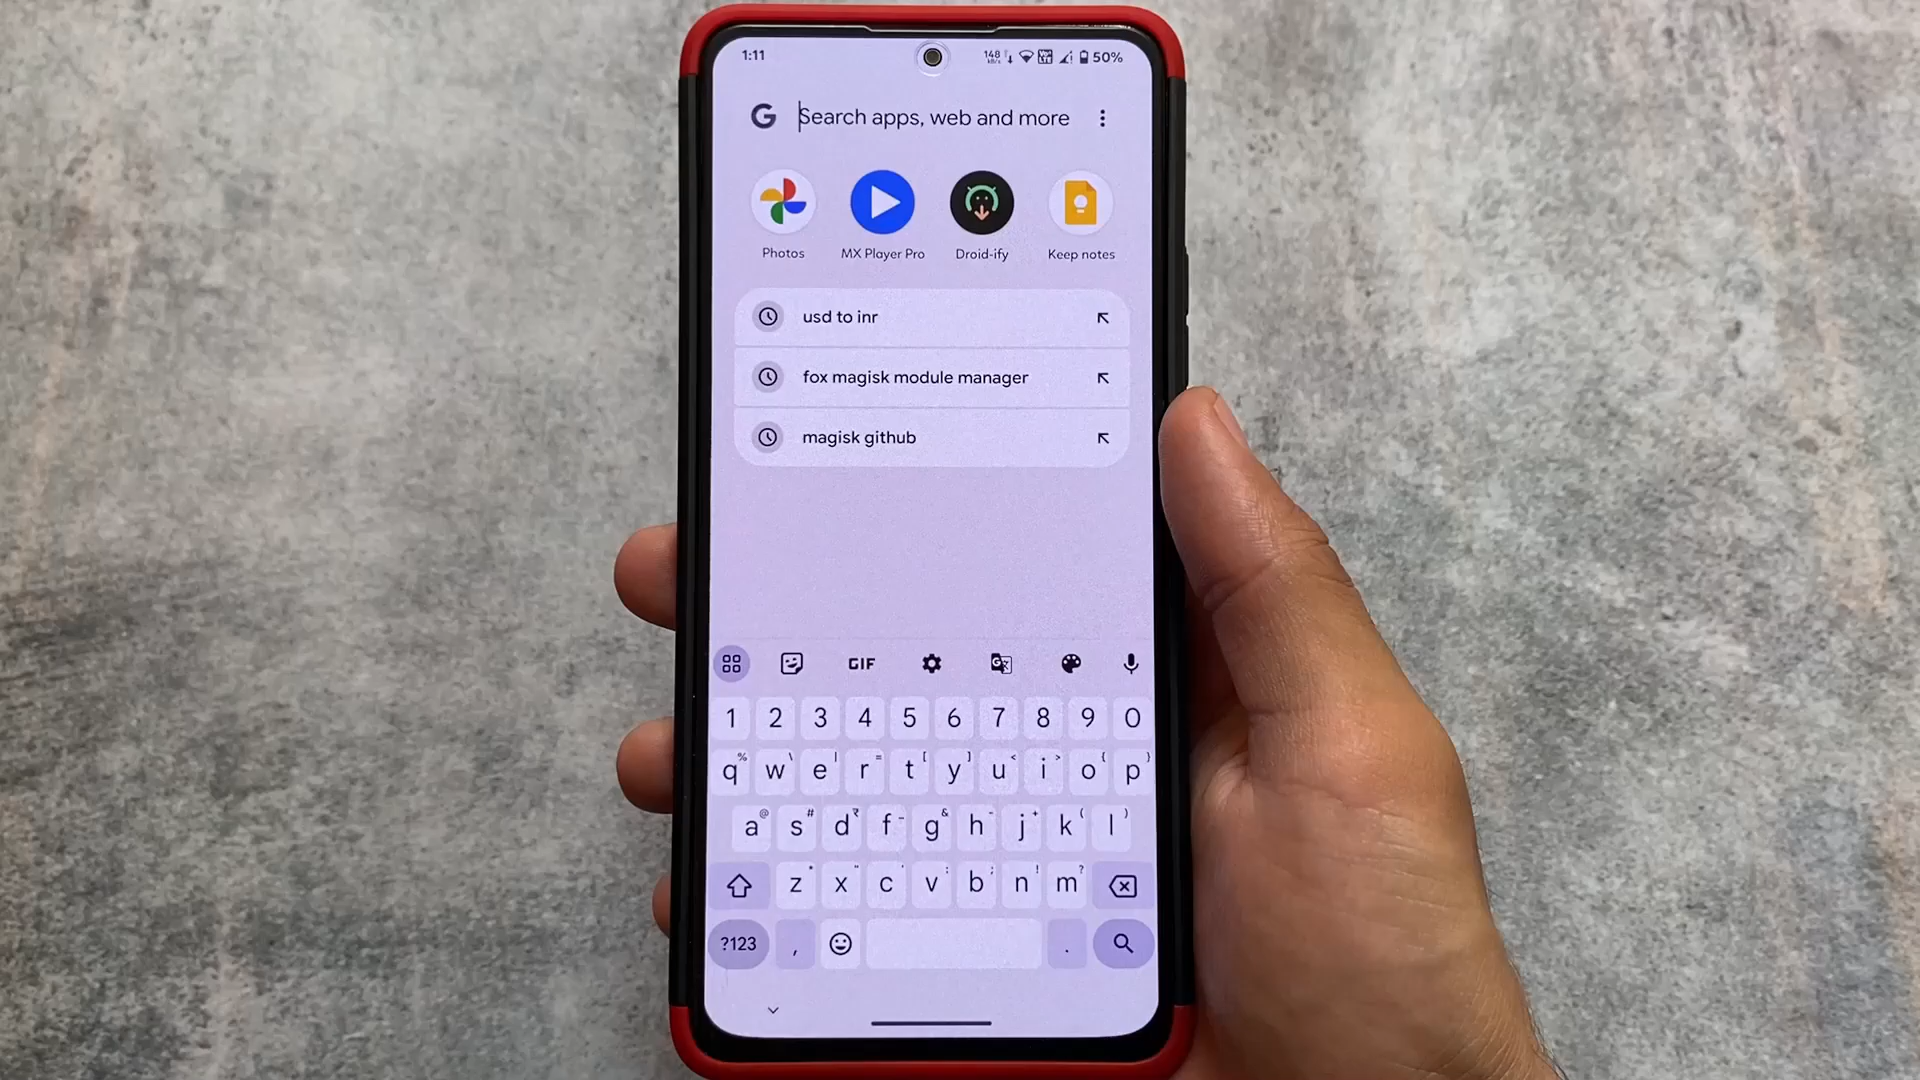 1:11
148 50%
G Search apps, web and more
Photos MX Player Pro Droid-ify Keep notes
usd to inr
fox magisk module manager
magisk github
GIF
1 2 3 4 5 6 7 8 9 0
q w e r t y u i o p
a s d f g h j k l
z x c v b n m
?123 , .